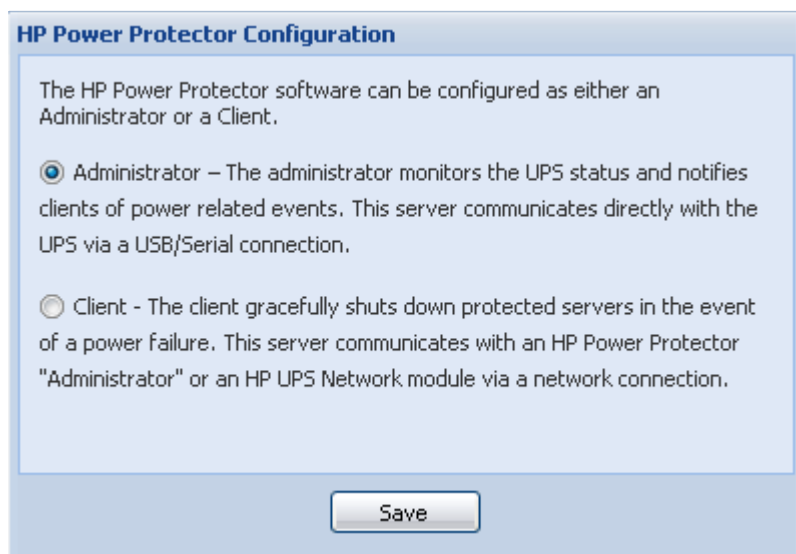 HP Power Protector Configuration
The HP Power Protector software can be configured as either an
Administrator or a Client.
Administrator – The administrator monitors the UPS status and notifies
clients of power related events. This server communicates directly with the
UPS via a USB/Serial connection.
Client - The client gracefully shuts down protected servers in the event
of a power failure. This server communicates with an HP Power Protector
"Administrator" or an HP UPS Network module via a network connection.
Save